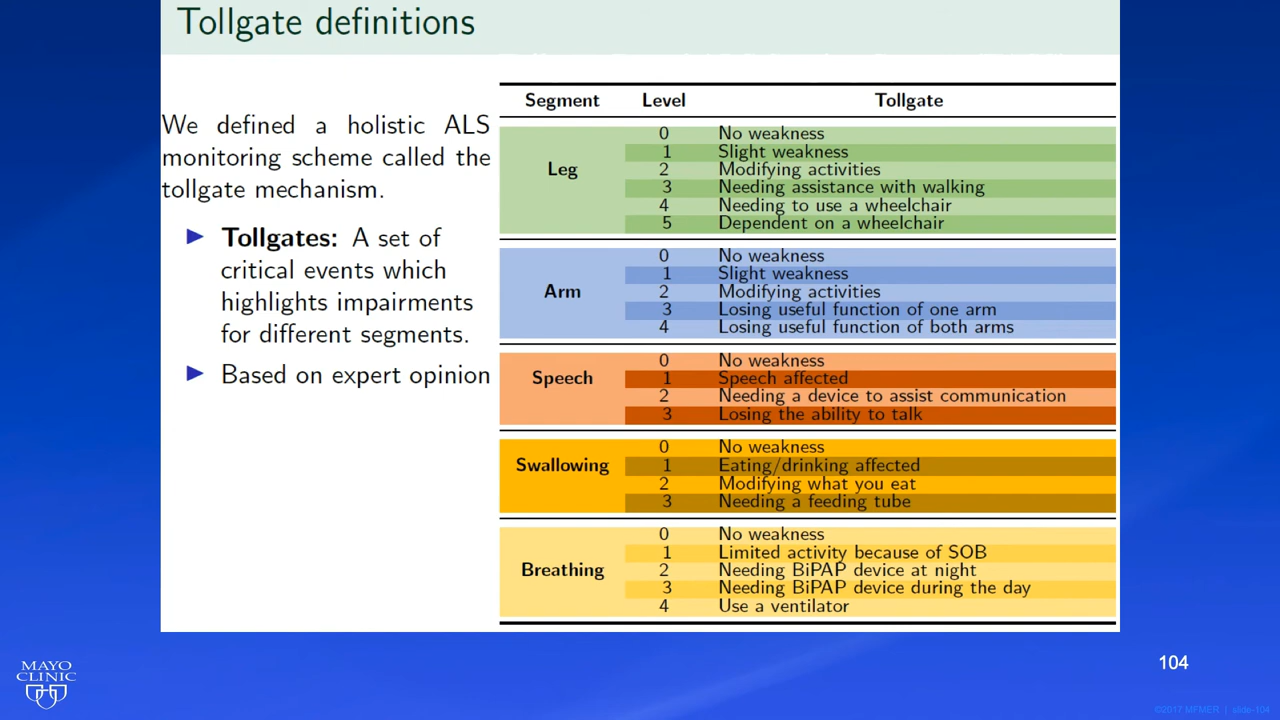 Tollgate definitions
We defined a holistic ALS
monitoring scheme called the
tollgate mechanism.
Tollgates: A set of
critical events which
highlights impairments
for different segments.
Based on expert opinion
Segment Level Tollgate
Leg
0 No weakness
1 Slight weakness
2 Modifying activities
3 Needing assistance with walking
4 Needing to use a wheelchair
5 Dependent on a wheelchair
Arm
0 No weakness
1 Slight weakness
2 Modifying activities
3 Losing useful function of one arm
4 Losing useful function of both arms
Speech
0 No weakness
1 Speech affected
2 Needing a device to assist communication
3 Losing the ability to talk
Swallowing
0 No weakness
1 Eating/drinking affected
2 Modifying what you eat
3 Needing a feeding tube
Breathing
0 No weakness
1 Limited activity because of SOB
2 Needing BiPAP device at night
3 Needing BiPAP device during the day
4 Use a ventilator
MAYO
CLINIC
104
©2017 MFMER | slide-104